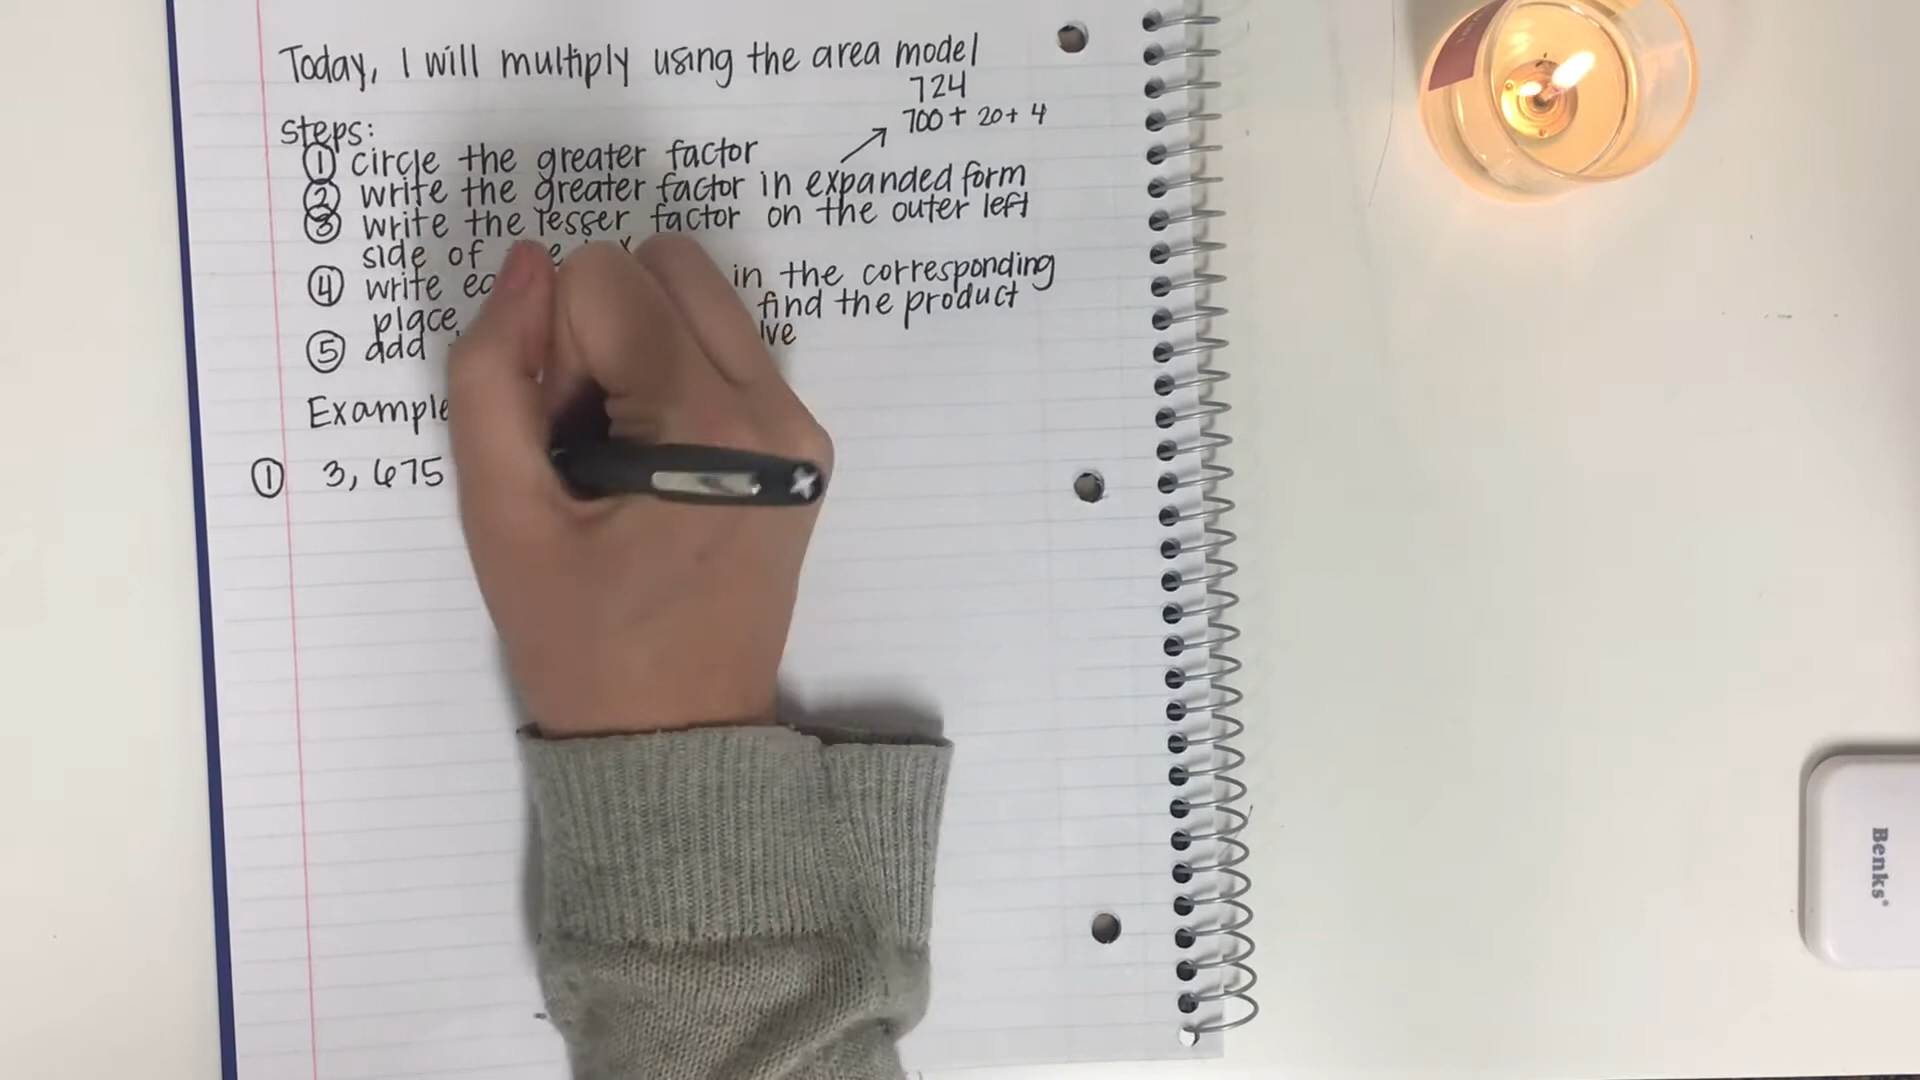 Today, I will multiply using the area model
724
700 + 20 + 4
Steps:
① circle the greater factor
② write the greater factor in expanded form
③ write the lesser factor on the outer left
side of
④ write in the corresponding
place find the product
⑤ add
Example
① 3,675
Benks®